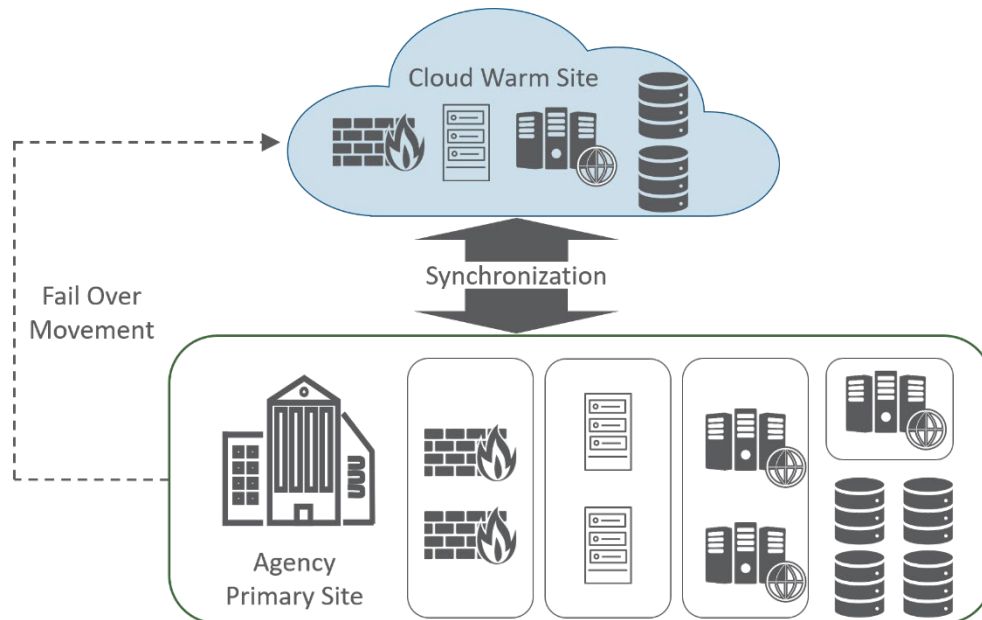 Cloud Warm Site
Synchronization
Fail Over
Movement
Agency
Primary Site